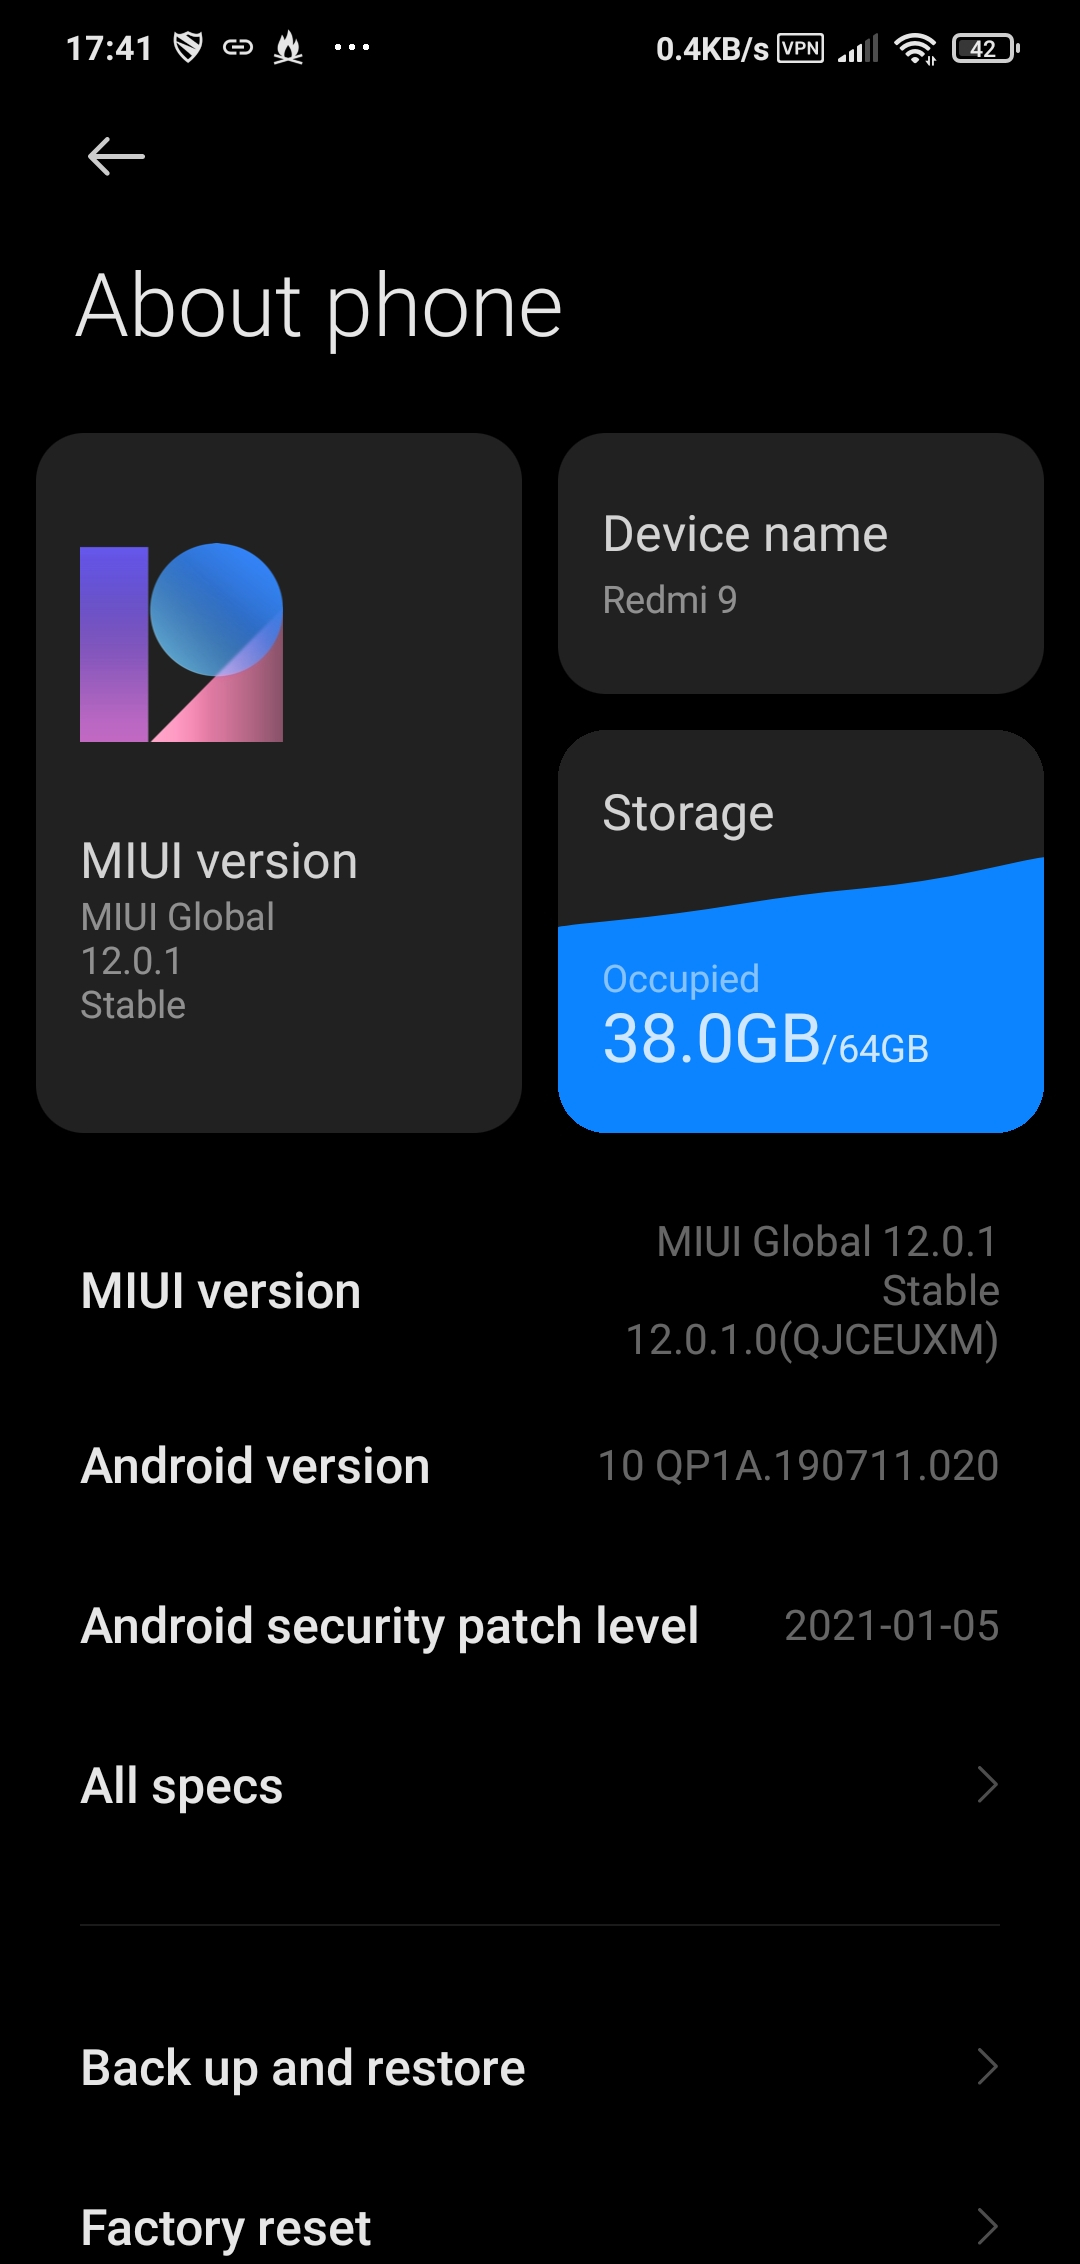 17:41 0.4KB/s VPN 42
About phone
MIUI version
MIUI Global
12.0.1
Stable
Device name
Redmi 9
Storage
Occupied
38.0GB/64GB
MIUI version
MIUI Global 12.0.1
Stable
12.0.1.0(QJCEUXM)
Android version 10 QP1A.190711.020
Android security patch level 2021-01-05
All specs
Back up and restore
Factory reset